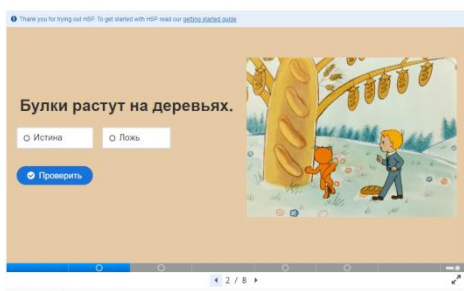 Thank you for trying out H5P. To get started with H5P read our getting started guide
Булки растут на деревьях.
Истина
Ложь
Проверить
2 / 8